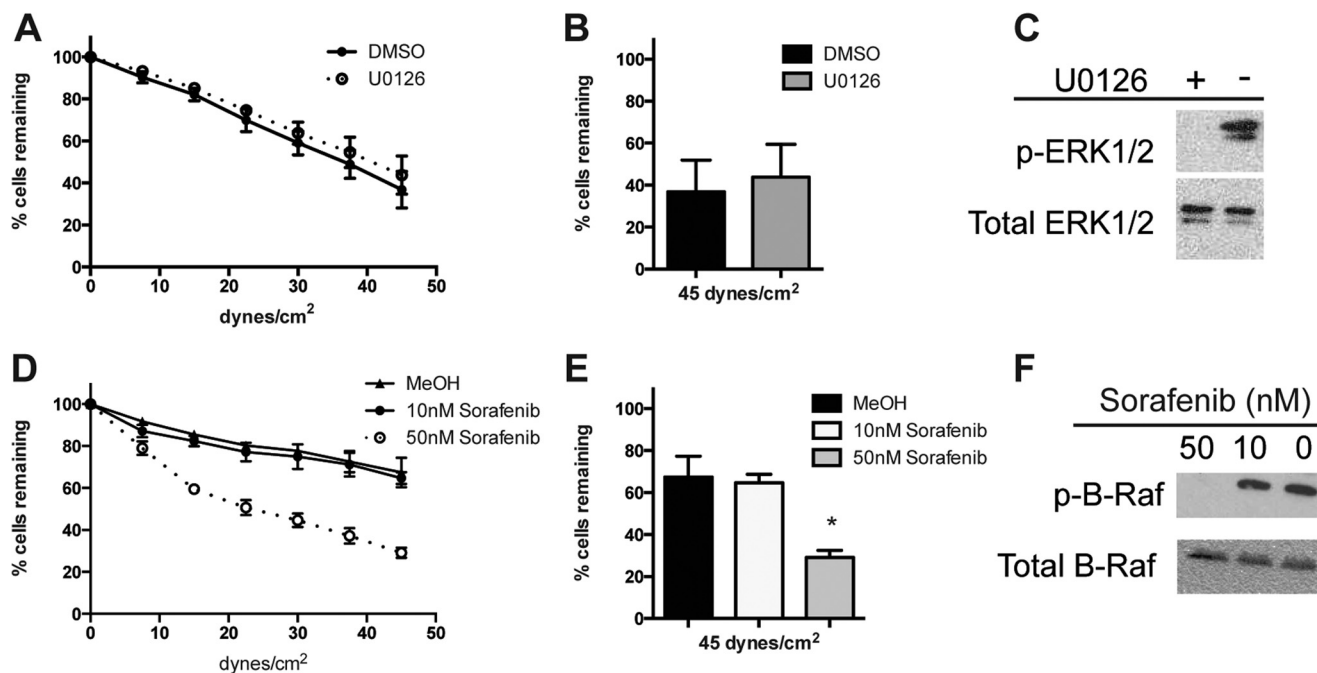 A
% cells remaining
100
80
60
40
20
0
0 10 20 30 40 50
dynes/cm²
DMSO
U0126
B
% cells remaining
100
80
60
40
20
0
45 dynes/cm²
DMSO
U0126
C
U0126 + -
p-ERK1/2
Total ERK1/2
D
% cells remaining
100
80
60
40
20
0
0 10 20 30 40 50
dynes/cm²
MeOH
10nM Sorafenib
50nM Sorafenib
E
% cells remaining
100
80
60
40
20
0
*
45 dynes/cm²
MeOH
10nM Sorafenib
50nM Sorafenib
F
Sorafenib (nM)
50 10 0
p-B-Raf
Total B-Raf